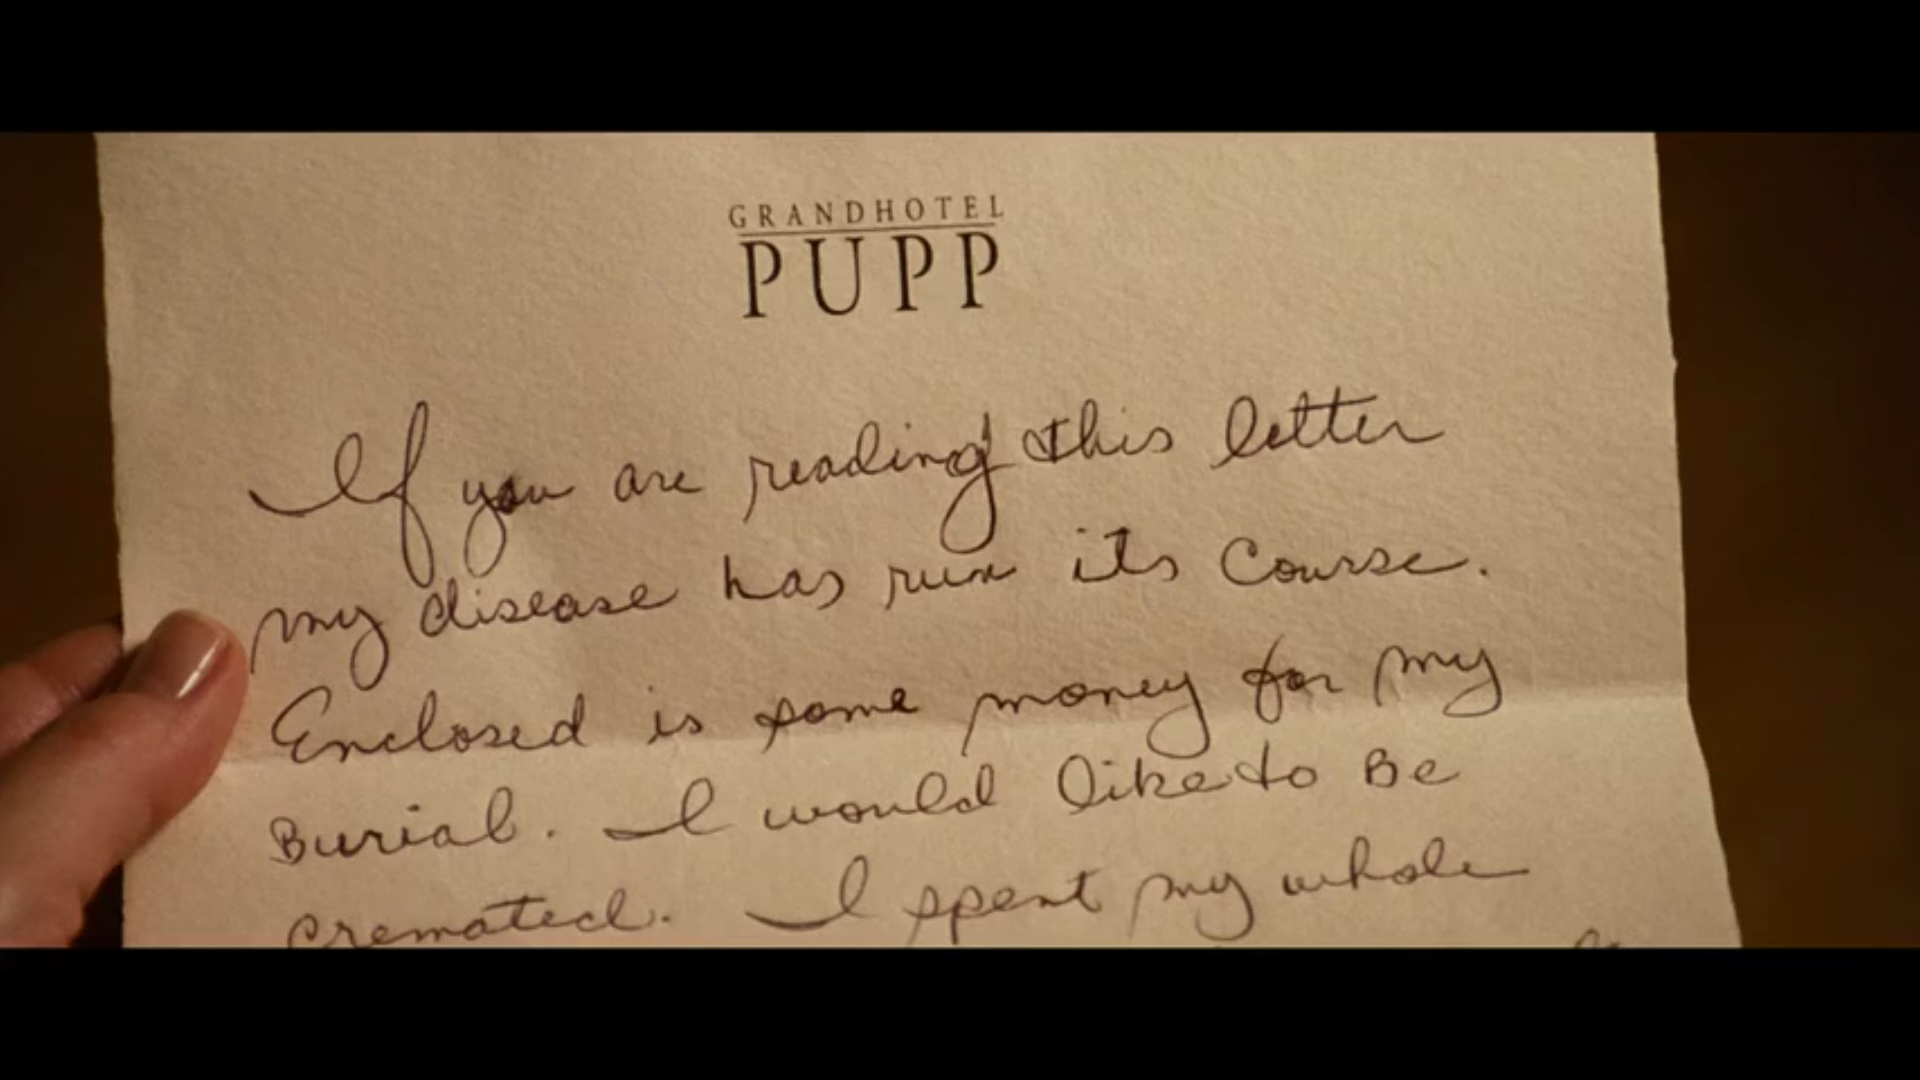 GRANDHOTEL
PUPP
If you are reading this letter
my disease has run its course.
Enclosed is some money for my
Burial. I would like to Be
cremated. I spent my whole